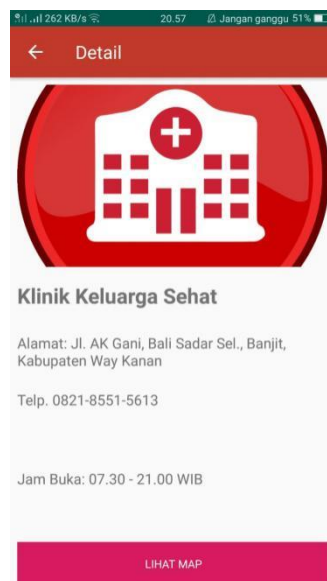 262 KB/s 20.57 Jangan ganggu 51%
Detail
Klinik Keluarga Sehat
Alamat: Jl. AK Gani, Bali Sadar Sel., Banjit,
Kabupaten Way Kanan
Telp. 0821-8551-5613
Jam Buka: 07.30 - 21.00 WIB
LIHAT MAP